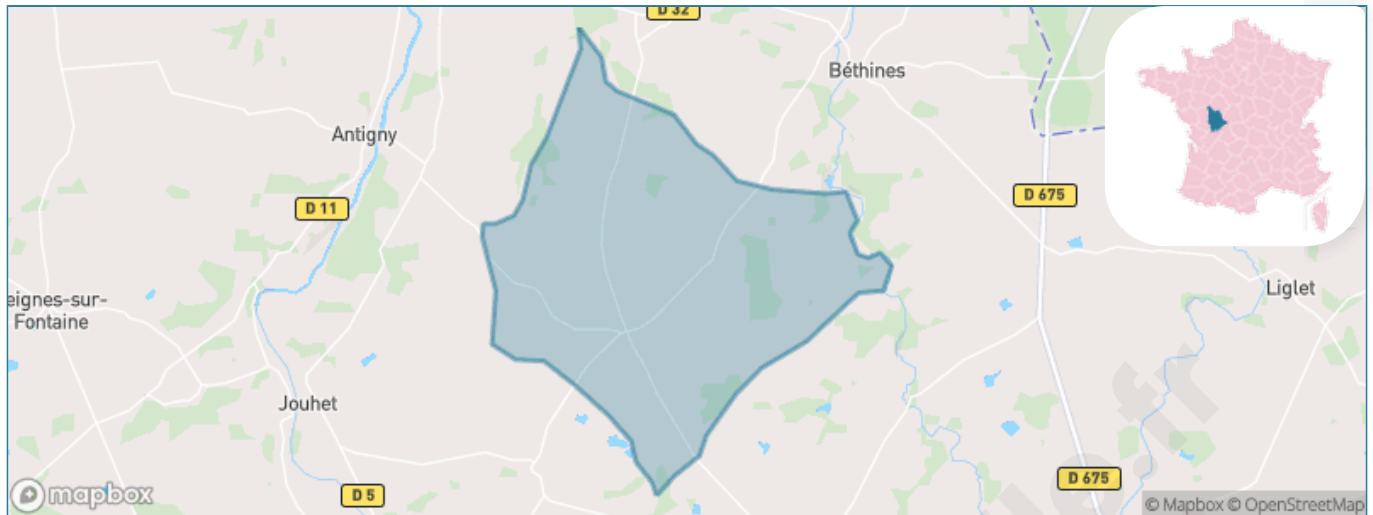 D 32
Béthines
Antigny
D 11
D 675
eignes-sur-
Fontaine
Liglet
Jouhet
D 5
D 675
mapbox
© Mapbox © OpenStreetMap